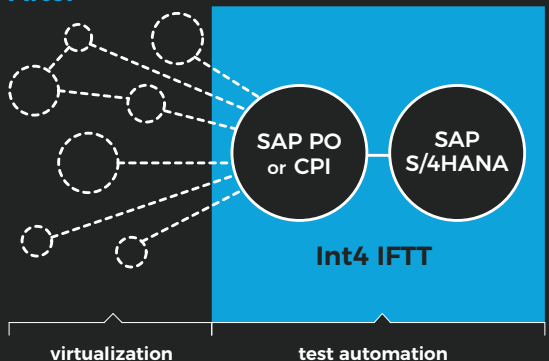 SAP PO
or CPI
SAP
S/4HANA
Int4 IFTT
virtualization
test automation